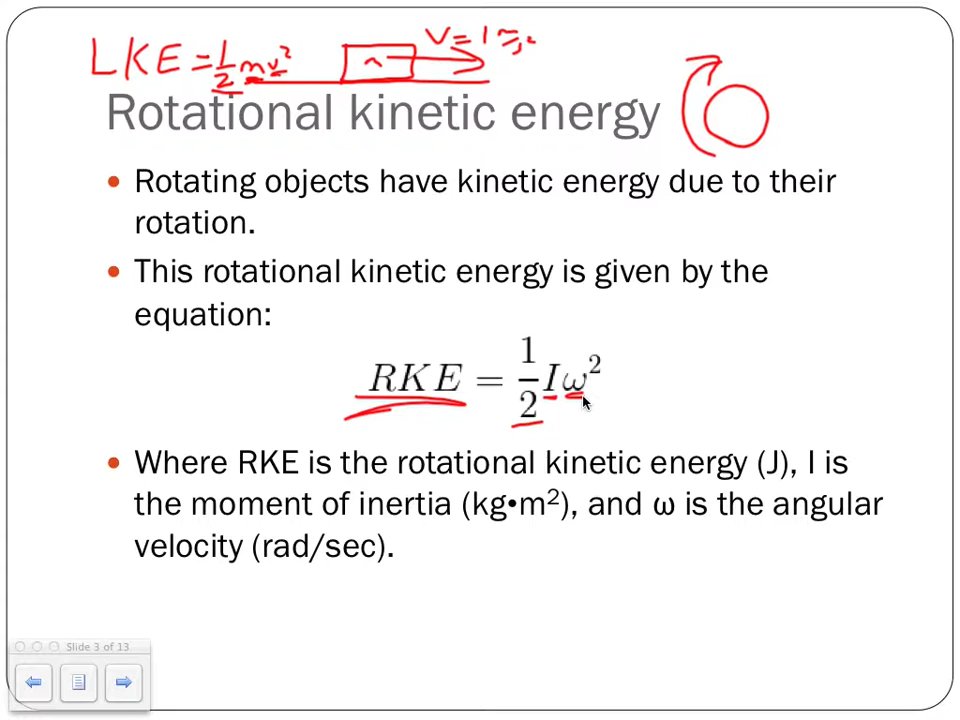 LKE = 1/2 mv²
Rotational kinetic energy
• Rotating objects have kinetic energy due to their
rotation.
• This rotational kinetic energy is given by the
equation:
RKE = 1/2 Iω²
• Where RKE is the rotational kinetic energy (J), I is
the moment of inertia (kg•m²), and ω is the angular
velocity (rad/sec).
Slide 3 of 13